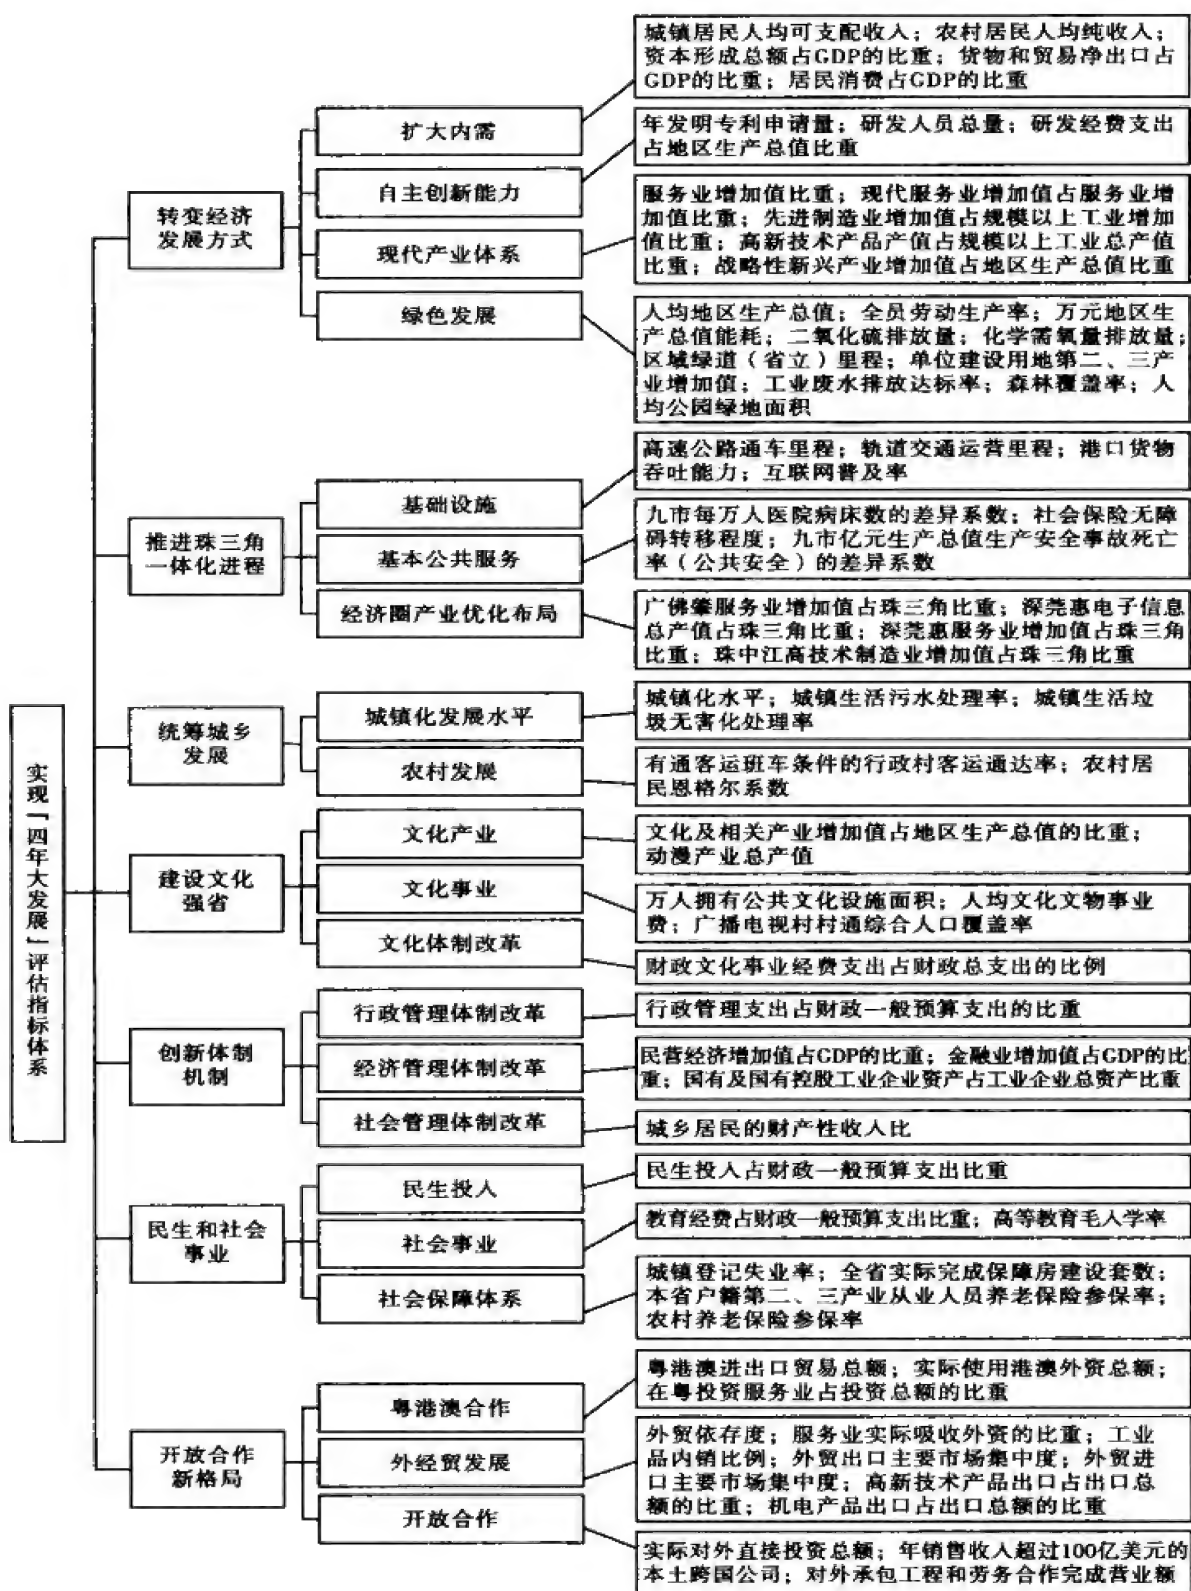 实现「四年大发展」评估指标体系
转变经济
发展方式
扩大内需
城镇居民人均可支配收入；农村居民人均纯收入；
资本形成总额占GDP的比重；货物和贸易净出口占
GDP的比重；居民消费占GDP的比重
自主创新能力
年发明专利申请量；研发人员总量；研发经费支出
占地区生产总值比重
现代产业体系
服务业增加值比重；现代服务业增加值占服务业增
加值比重；先进制造业增加值占规模以上工业增加
值比重；高新技术产品产值占规模以上工业总产值
比重；战略性新兴产业增加值占地区生产总值比重
绿色发展
人均地区生产总值；全员劳动生产率；万元地区生
产总值能耗；二氧化硫排放量；化学需氧量排放量；
区域绿道（省立）里程；单位建设用地第二、三产
业增加值；工业废水排放达标率；森林覆盖率；人
均公园绿地面积
推进珠三角
一体化进程
基础设施
高速公路通车里程；轨道交通运营里程；港口货物
吞吐能力；互联网普及率
基本公共服务
九市每万人医院病床数的差异系数；社会保险无障
碍转移程度；九市亿元生产总值生产安全事故死亡
率（公共安全）的差异系数
经济圈产业优化布局
广佛肇服务业增加值占珠三角比重；深莞惠电子信息
总产值占珠三角比重；深莞惠服务业增加值占珠三角
比重；珠中江高技术制造业增加值占珠三角比重
统筹城乡
发展
城镇化发展水平
城镇化水平；城镇生活污水处理率；城镇生活垃
圾无害化处理率
农村发展
有通客运班车条件的行政村客运通达率；农村居
民恩格尔系数
建设文化
强省
文化产业
文化及相关产业增加值占地区生产总值的比重；
动漫产业总产值
文化事业
万人拥有公共文化设施面积；人均文化文物事业
费；广播电视村村通综合人口覆盖率
文化体制改革
财政文化事业经费支出占财政总支出的比例
创新体制
机制
行政管理体制改革
行政管理支出占财政一般预算支出的比重
经济管理体制改革
民营经济增加值占GDP的比重；金融业增加值占GDP的比
重；国有及国有控股工业企业资产占工业企业总资产比重
社会管理体制改革
城乡居民的财产性收入比
民生和社会
事业
民生投入
民生投入占财政一般预算支出比重
社会事业
教育经费占财政一般预算支出比重；高等教育毛入学率
社会保障体系
城镇登记失业率；全省实际完成保障房建设套数；
本省户籍第二、三产业从业人员养老保险参保率；
农村养老保险参保率
开放合作
新格局
粤港澳合作
粤港澳进出口贸易总额；实际使用港澳外资总额；
在粤投资服务业占投资总额的比重
外经贸发展
外贸依存度；服务业实际吸收外资的比重；工业
品内销比例；外贸出口主要市场集中度；外贸进
口主要市场集中度；高新技术产品出口占出口总
额的比重；机电产品出口占出口总额的比重
开放合作
实际对外直接投资总额；年销售收入超过100亿美元的
本土跨国公司；对外承包工程和劳务合作完成营业额